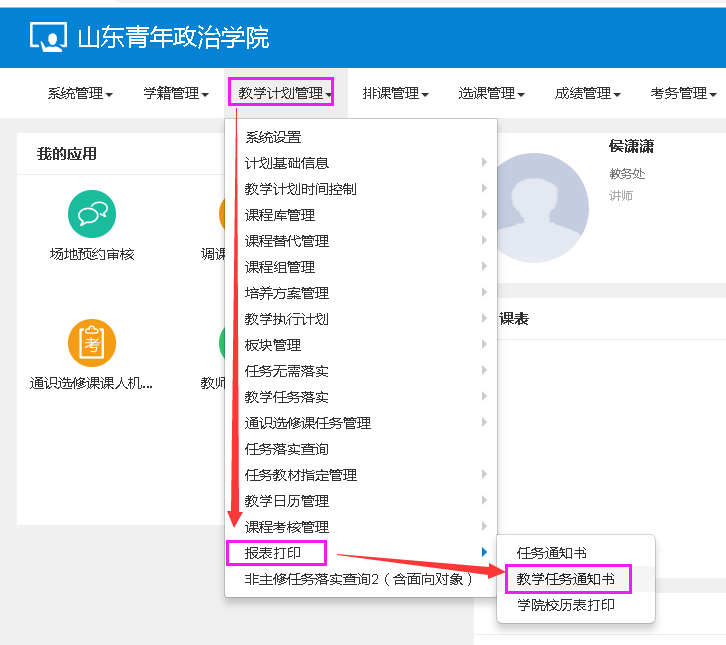 山东青年政治学院
系统管理 学籍管理 教学计划管理 排课管理 选课管理 成绩管理 考务管理
我的应用
场地预约审核
调课
考
通识选修课课人机...
教师
系统设置
计划基础信息
教学计划时间控制
课程库管理
课程替代管理
课程组管理
培养方案管理
教学执行计划
板块管理
任务无需落实
教学任务落实
通识选修课任务管理
任务落实查询
任务教材指定管理
教学日历管理
课程考核管理
报表打印
非主修任务落实查询2（含面向对象）
任务通知书
教学任务通知书
学院校历表打印
侯潇潇
教务处
讲师
课表